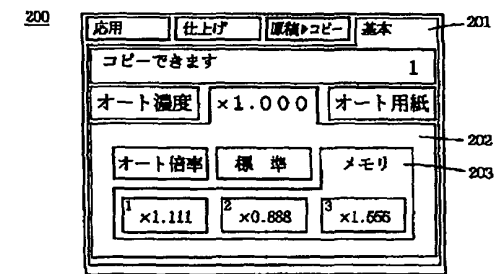 200
応用 仕上げ 原稿▶コピー 基本 201
コピーできます 1
オート濃度 ×1.000 オート用紙
202
オート倍率 標準 メモリ 203
1 ×1.111 2 ×0.888 3 ×1.556